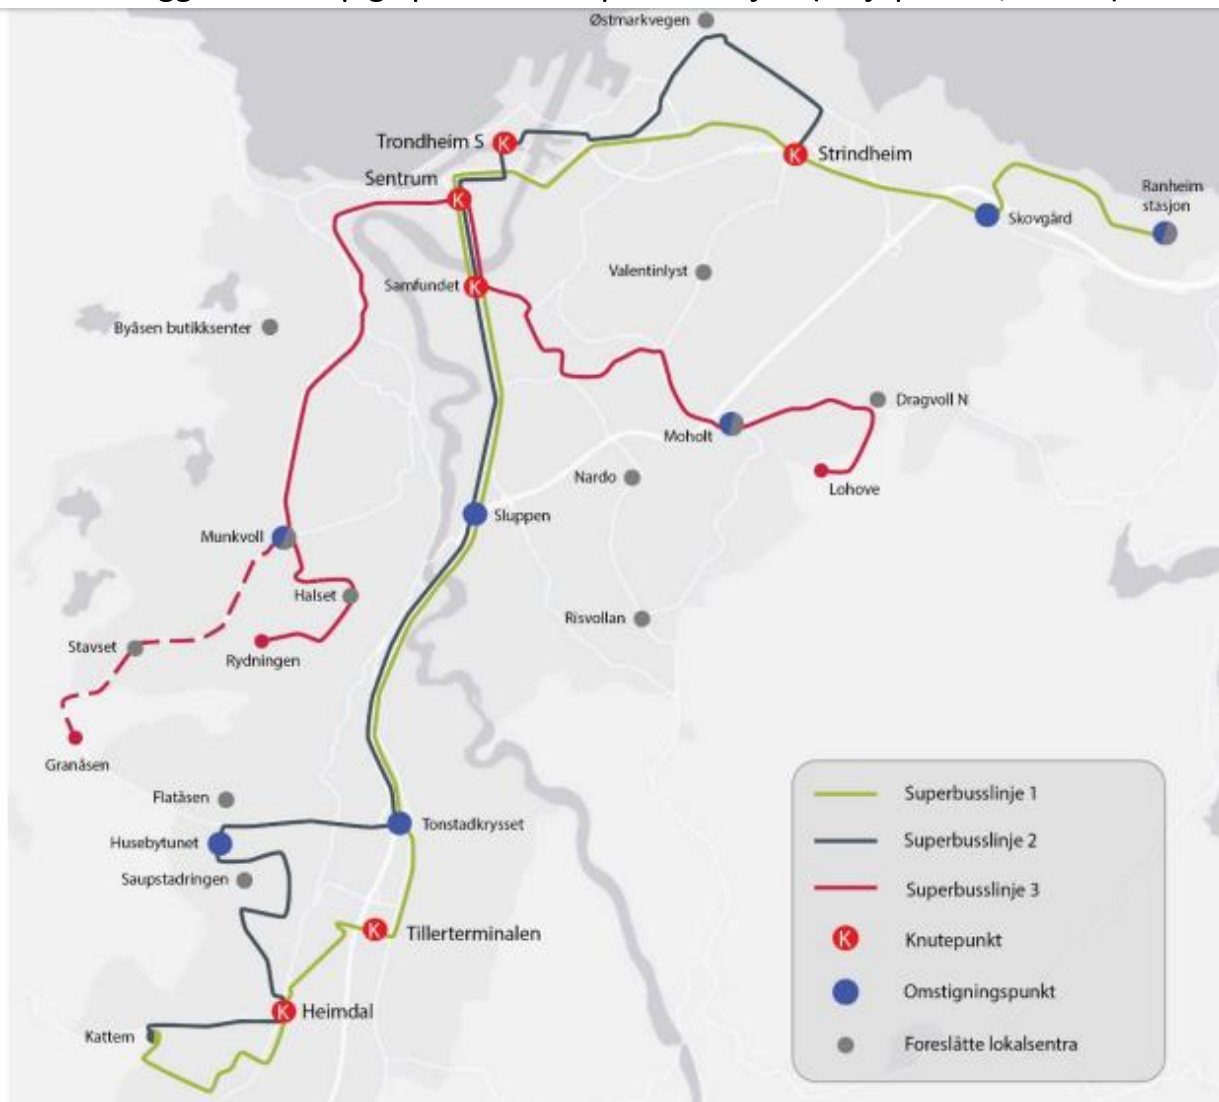 Østmarkvegen
Trondheim S
K
K
Strindheim
Sentrum
K
Ranheim
stasjon
Skovgård
Valentinlyst
Samfundet
K
Byåsen butikksenter
Dragvoll N
Moholt
Nardo
Lohove
Sluppen
Munkvoll
Halset
Risvollan
Stavset
Rydningen
Granåsen
Flatåsen
Tonstadkrysset
Husebytunet
Saupstadringen
K
Tillerterminalen
K
Heimdal
Kattem
Superbusslinje 1
Superbusslinje 2
Superbusslinje 3
K
Knutepunkt
Omstigningspunkt
Foreslåtte lokalsentra